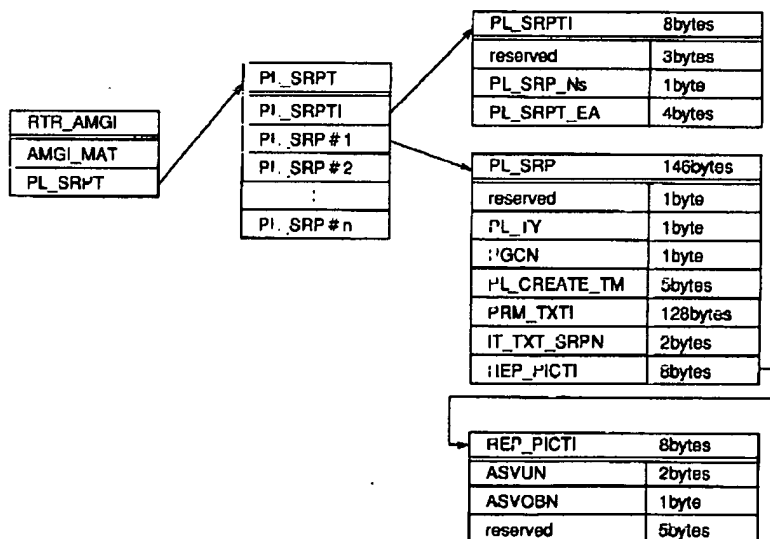 RTR_AMGI
AMGI_MAT
PL_SRPT
PL_SRPT
PL_SRPTI
PL_SRP #1
PL_SRP #2
:
PL_SRP #n
PL_SRPTI 8bytes
reserved 3bytes
PL_SRP_Ns 1byte
PL_SRPT_EA 4bytes
PL_SRP 146bytes
reserved 1byte
PL_TY 1byte
PGCN 1byte
PL_CREATE_TM 5bytes
PRM_TXTI 128bytes
IT_TXT_SRPN 2bytes
REP_PICTI 8bytes
REP_PICTI 8bytes
ASVUN 2bytes
ASVOBN 1byte
reserved 5bytes